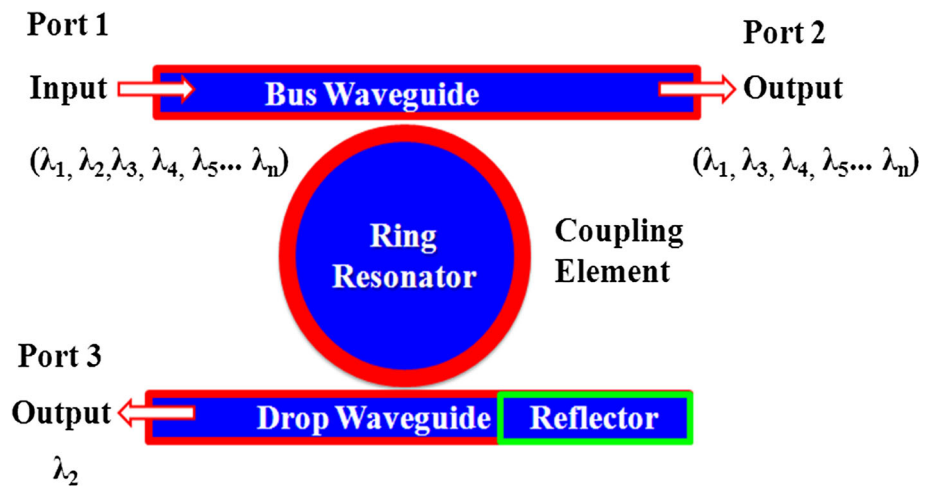 Port 1
Port 2
Input
Bus Waveguide
Output
(λ1, λ2,λ3, λ4, λ5... λn)
(λ1, λ3, λ4, λ5... λn)
Ring
Resonator
Coupling
Element
Port 3
Output
Drop Waveguide
Reflector
λ2